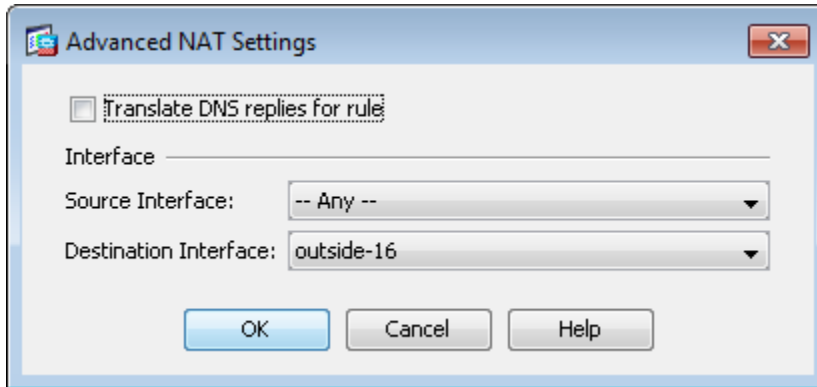 Advanced NAT Settings
Translate DNS replies for rule
Interface
Source Interface: -- Any --
Destination Interface: outside-16
OK Cancel Help